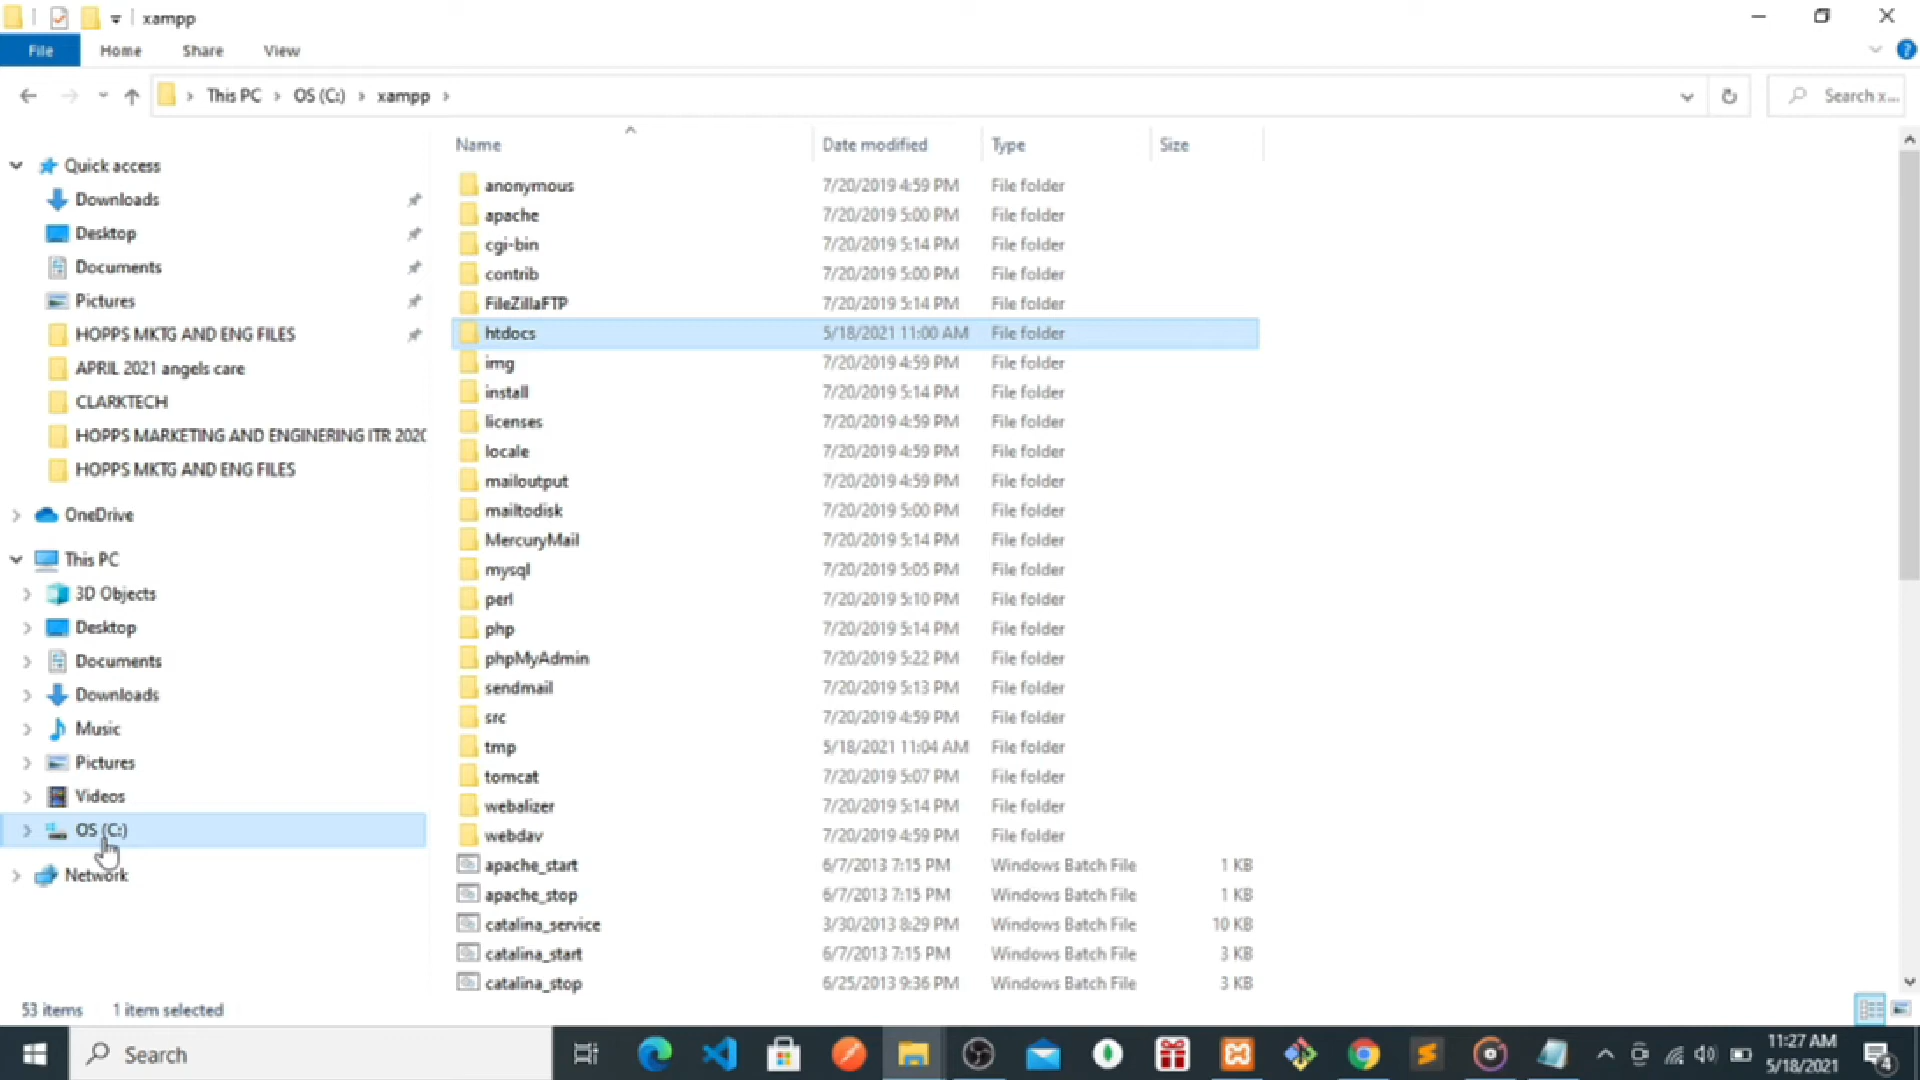 xampp
File Home Share View
This PC OS (C:) xampp
Search x...
Name Date modified Type Size
Quick access
Downloads
Desktop
Documents
Pictures
HOPPS MKTG AND ENG FILES
APRIL 2021 angels care
CLARKTECH
HOPPS MARKETING AND ENGINERING ITR 2020
HOPPS MKTG AND ENG FILES
OneDrive
This PC
3D Objects
Desktop
Documents
Downloads
Music
Pictures
Videos
OS (C:)
Network
anonymous 7/20/2019 4:59 PM File folder
apache 7/20/2019 5:00 PM File folder
cgi-bin 7/20/2019 5:14 PM File folder
contrib 7/20/2019 5:00 PM File folder
FileZillaFTP 7/20/2019 5:14 PM File folder
htdocs 5/18/2021 11:00 AM File folder
img 7/20/2019 4:59 PM File folder
install 7/20/2019 5:14 PM File folder
licenses 7/20/2019 4:59 PM File folder
locale 7/20/2019 4:59 PM File folder
mailoutput 7/20/2019 4:59 PM File folder
mailtodisk 7/20/2019 5:00 PM File folder
MercuryMail 7/20/2019 5:14 PM File folder
mysql 7/20/2019 5:05 PM File folder
perl 7/20/2019 5:10 PM File folder
php 7/20/2019 5:14 PM File folder
phpMyAdmin 7/20/2019 5:22 PM File folder
sendmail 7/20/2019 5:13 PM File folder
src 7/20/2019 4:59 PM File folder
tmp 5/18/2021 11:04 AM File folder
tomcat 7/20/2019 5:07 PM File folder
webalizer 7/20/2019 5:14 PM File folder
webdav 7/20/2019 4:59 PM File folder
apache_start 6/7/2013 7:15 PM Windows Batch File 1 KB
apache_stop 6/7/2013 7:15 PM Windows Batch File 1 KB
catalina_service 3/30/2013 8:29 PM Windows Batch File 10 KB
catalina_start 6/7/2013 7:15 PM Windows Batch File 3 KB
catalina_stop 6/25/2013 9:36 PM Windows Batch File 3 KB
53 items 1 item selected
Search
11:27 AM
5/18/2021
4